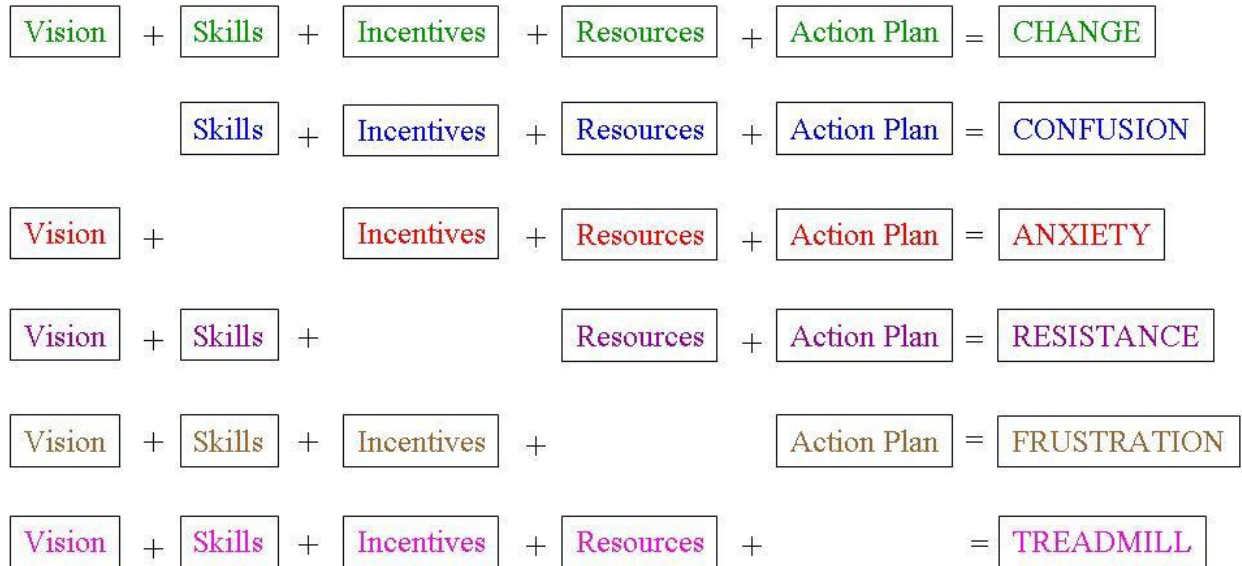 Vision + Skills + Incentives + Resources + Action Plan = CHANGE
Skills + Incentives + Resources + Action Plan = CONFUSION
Vision + Incentives + Resources + Action Plan = ANXIETY
Vision + Skills + Resources + Action Plan = RESISTANCE
Vision + Skills + Incentives + Action Plan = FRUSTRATION
Vision + Skills + Incentives + Resources + = TREADMILL